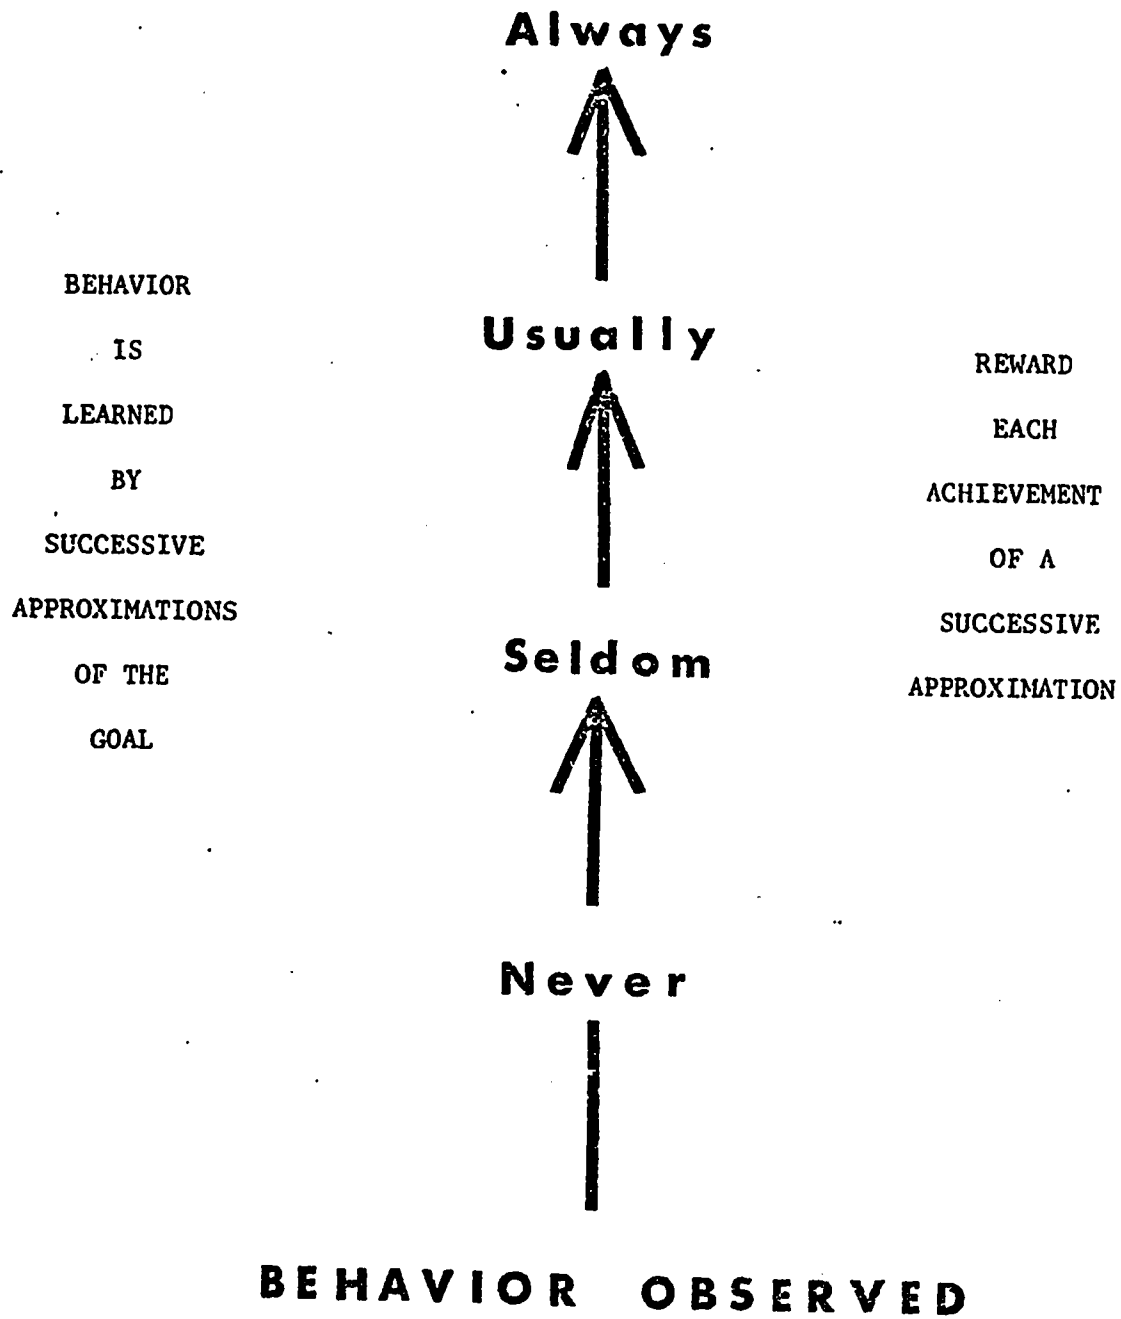 Always
Usually
Seldom
Never
BEHAVIOR OBSERVED
BEHAVIOR
IS
LEARNED
BY
SUCCESSIVE
APPROXIMATIONS
OF THE
GOAL
REWARD
EACH
ACHIEVEMENT
OF A
SUCCESSIVE
APPROXIMATION